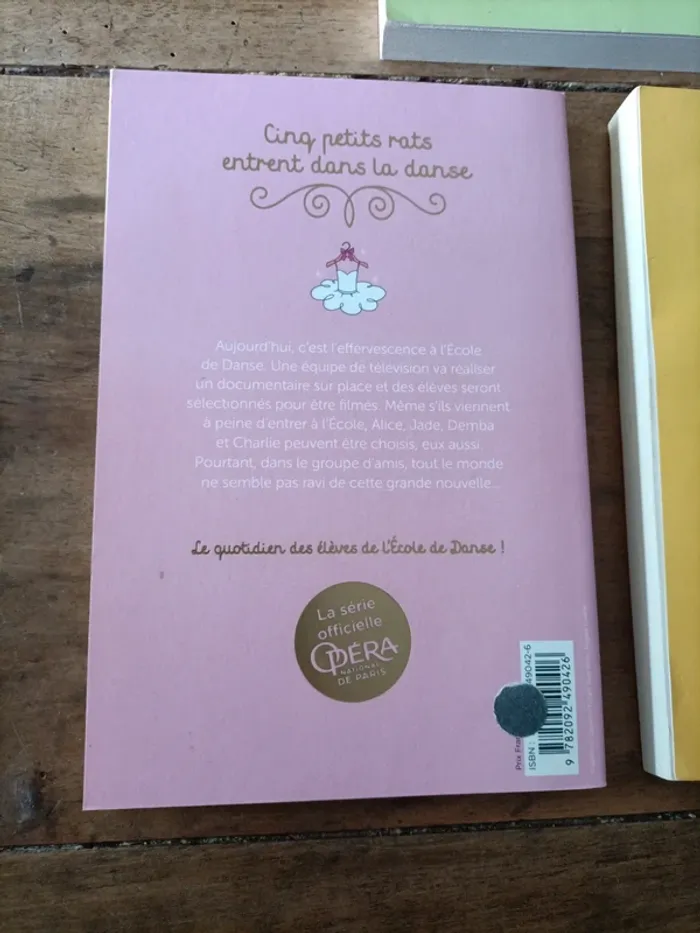 Cinq petits rats
entrent dans la danse
Aujourd'hui, c'est l'effervescence à l'École
de Danse. Une équipe de télévision va réaliser
un documentaire sur place et des élèves seront
sélectionnés pour être filmés. Même s'ils viennent
à peine d'entrer à l'École, Alice, Jade, Demba
et Charlie peuvent être choisis, eux aussi.
Pourtant, dans le groupe d'amis, tout le monde
ne semble pas ravi de cette grande nouvelle...
Le quotidien des élèves de l'École de Danse !
La série
officielle
OPÉRA
NATIONAL
DE PARIS
Prix
ISBN : 49042-6
9 782092 490426